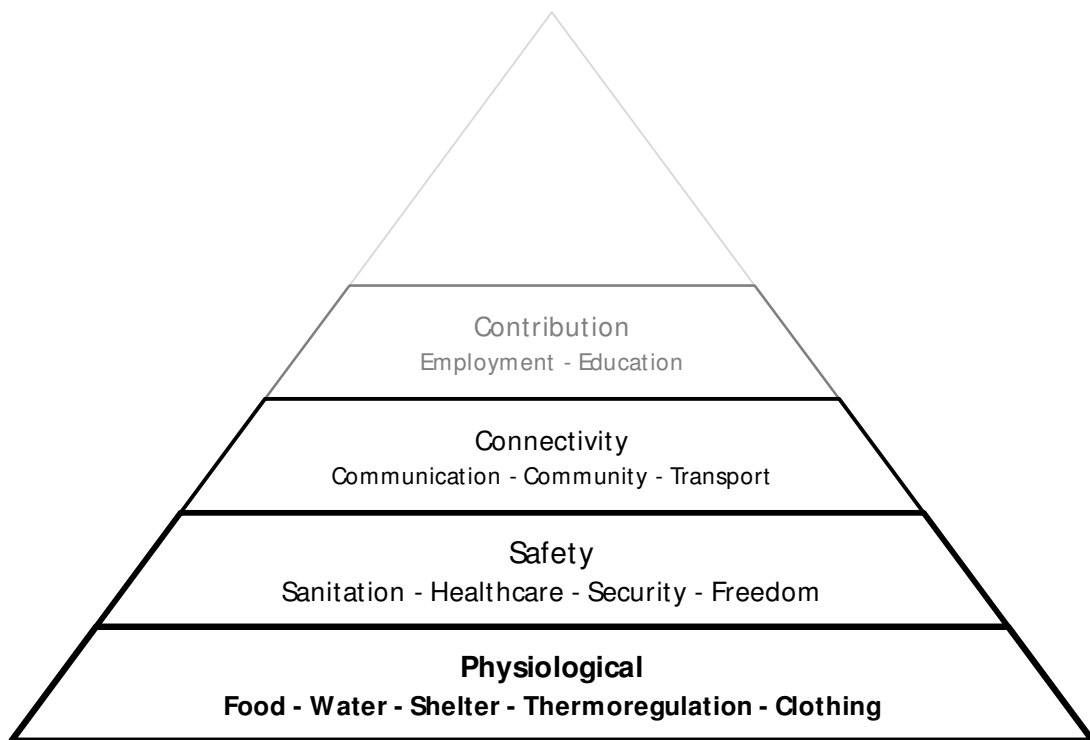 Contribution
Employment - Education
Connectivity
Communication - Community - Transport
Safety
Sanitation - Healthcare - Security - Freedom
Physiological
Food - Water - Shelter - Thermoregulation - Clothing